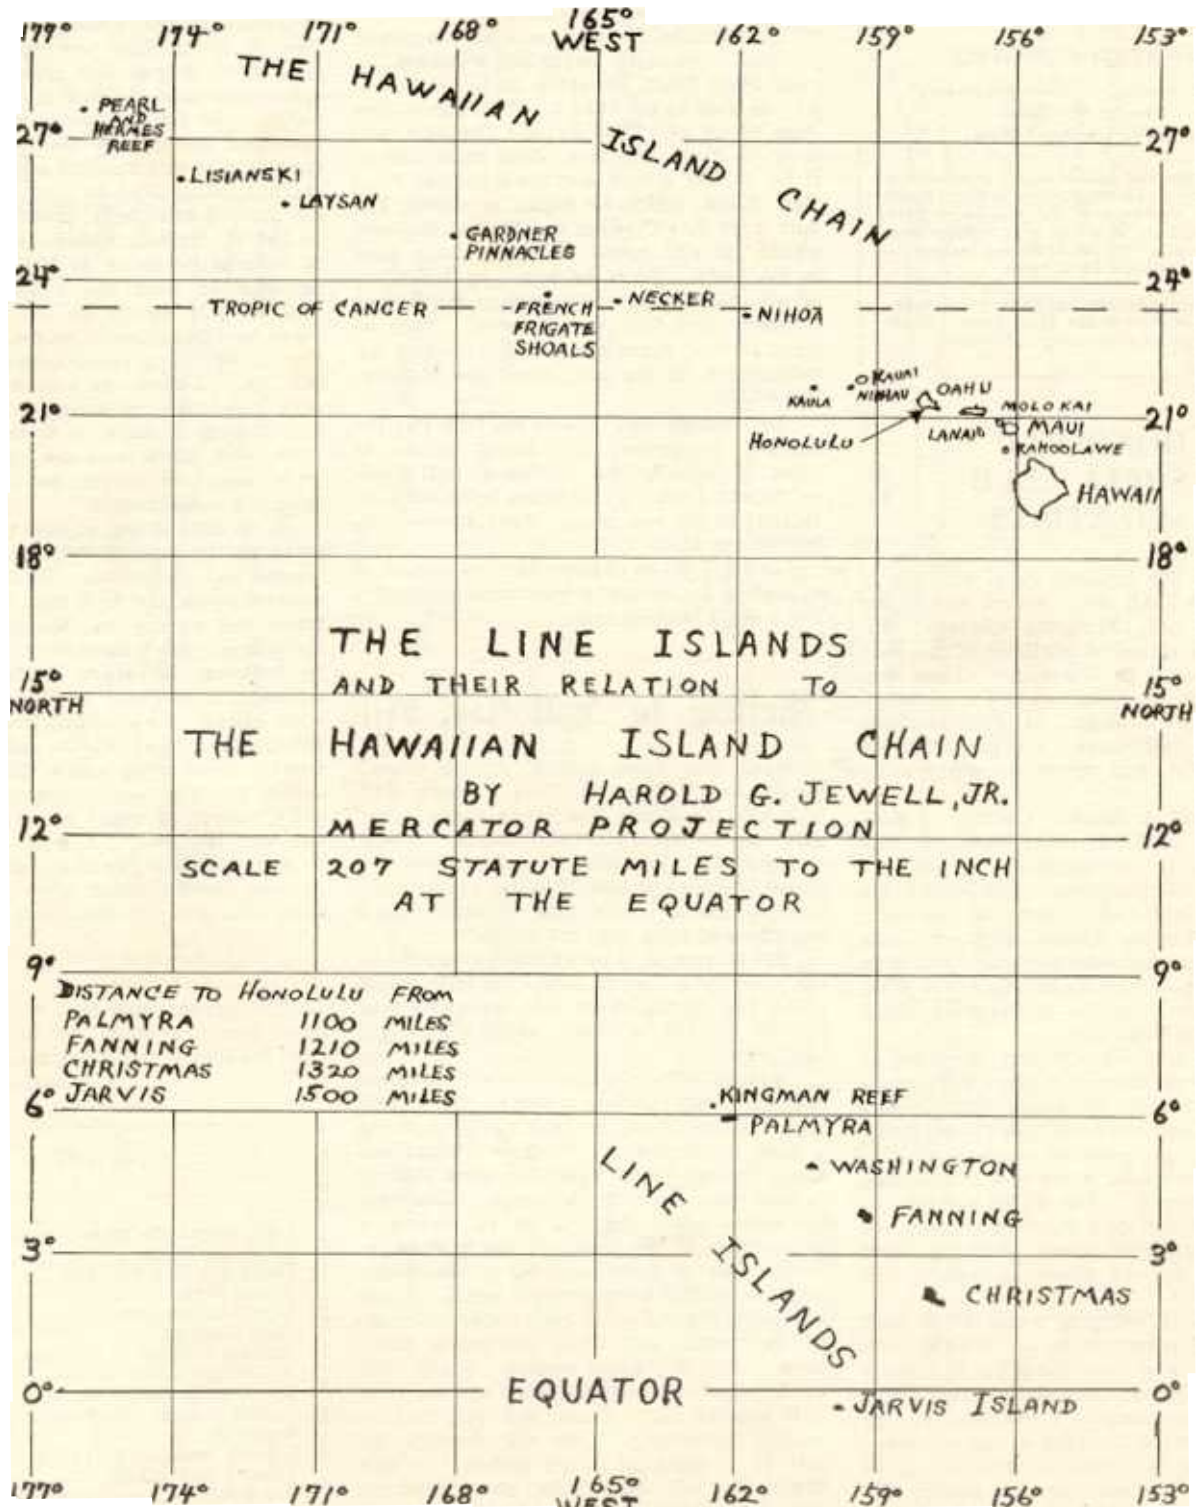 177° 174° 171° 168° 165° 162° 159° 156° 153°
WEST
THE HAWAIIAN ISLAND CHAIN
PEARL
AND
HERMES
REEF
27° 27°
LISIANSKI
LAYSAN
GARDNER
PINNACLES
24° 24°
NECKER
TROPIC OF CANCER
FRENCH
FRIGATE
SHOALS
NIHOA
KAUAI
NIIHAU
KAULA
OAHU
MOLOKAI
21° 21°
HONOLULU
LANAI
MAUI
KAHOOLAWE
HAWAII
18° 18°
THE LINE ISLANDS
15° 15°
NORTH NORTH
AND THEIR RELATION TO
THE HAWAIIAN ISLAND CHAIN
BY HAROLD G. JEWELL, JR.
12° 12°
MERCATOR PROJECTION
SCALE 207 STATUTE MILES TO THE INCH
AT THE EQUATOR
9° 9°
DISTANCE TO HONOLULU FROM
PALMYRA 1100 MILES
FANNING 1210 MILES
CHRISTMAS 1320 MILES
JARVIS 1500 MILES
6° 6°
KINGMAN REEF
PALMYRA
WASHINGTON
FANNING
LINE ISLANDS
3° 3°
CHRISTMAS
0° EQUATOR 0°
JARVIS ISLAND
177° 174° 171° 168° 165° 162° 159° 156° 153°
WEST